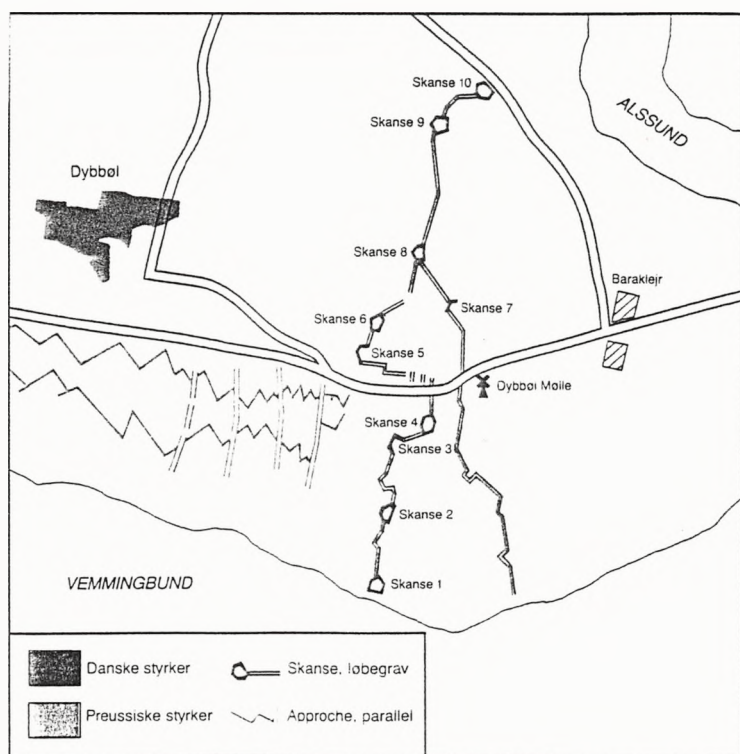 Skanse 10
Skanse 9
ALSSUND
Dybbøl
Skanse 8
Baraklejr
Skanse 7
Skanse 6
Skanse 5
Dybbøl Mølle
Skanse 4
Skanse 3
Skanse 2
VEMMINGBUND
Skanse 1
Danske styrker
Skanse, løbegrav
Preussiske styrker
Approche, parallel